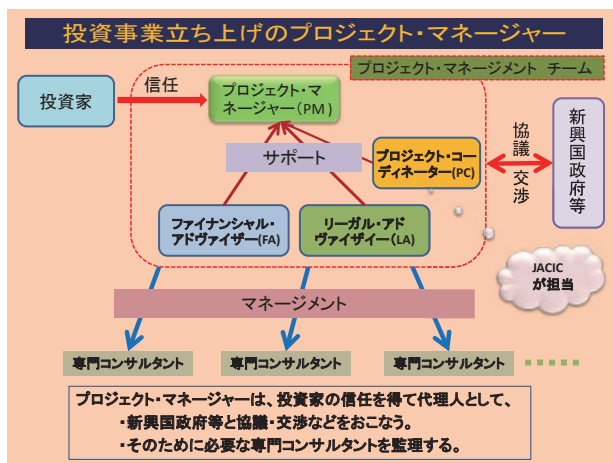 投資事業立ち上げのプロジェクト・マネージャー
プロジェクト・マネージメント チーム
投資家
信任
プロジェクト・マ
ネージャー(PM)
新興国政府等
協議
交渉
サポート
プロジェクト・コー
ディネーター(PC)
ファイナンシャル・
アドヴァイザー(FA)
リーガル・アド
ヴァイザイー(LA)
JACIC
が担当
マネージメント
専門コンサルタント
専門コンサルタント
専門コンサルタント
プロジェクト・マネージャーは、投資家の信任を得て代理人として、
・新興国政府等と協議・交渉などをおこなう。
・そのために必要な専門コンサルタントを監理する。